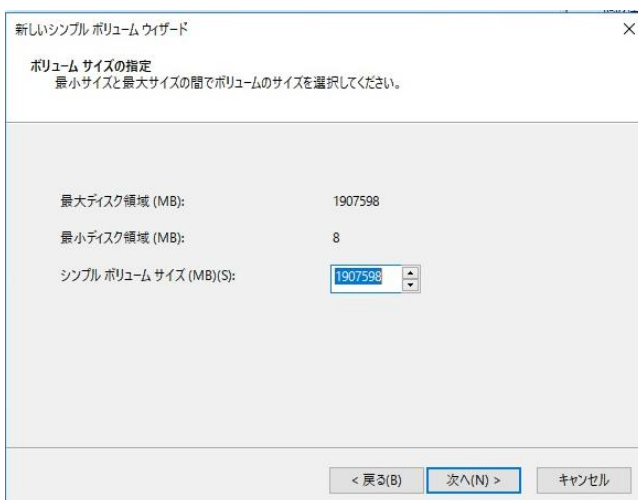 新しいシンプル ボリューム ウィザード
ボリューム サイズの指定
最小サイズと最大サイズの間でボリュームのサイズを選択してください。
最大ディスク領域 (MB): 1907598
最小ディスク領域 (MB): 8
シンプル ボリューム サイズ (MB)(S): 1907598
< 戻る(B) 次へ(N) > キャンセル